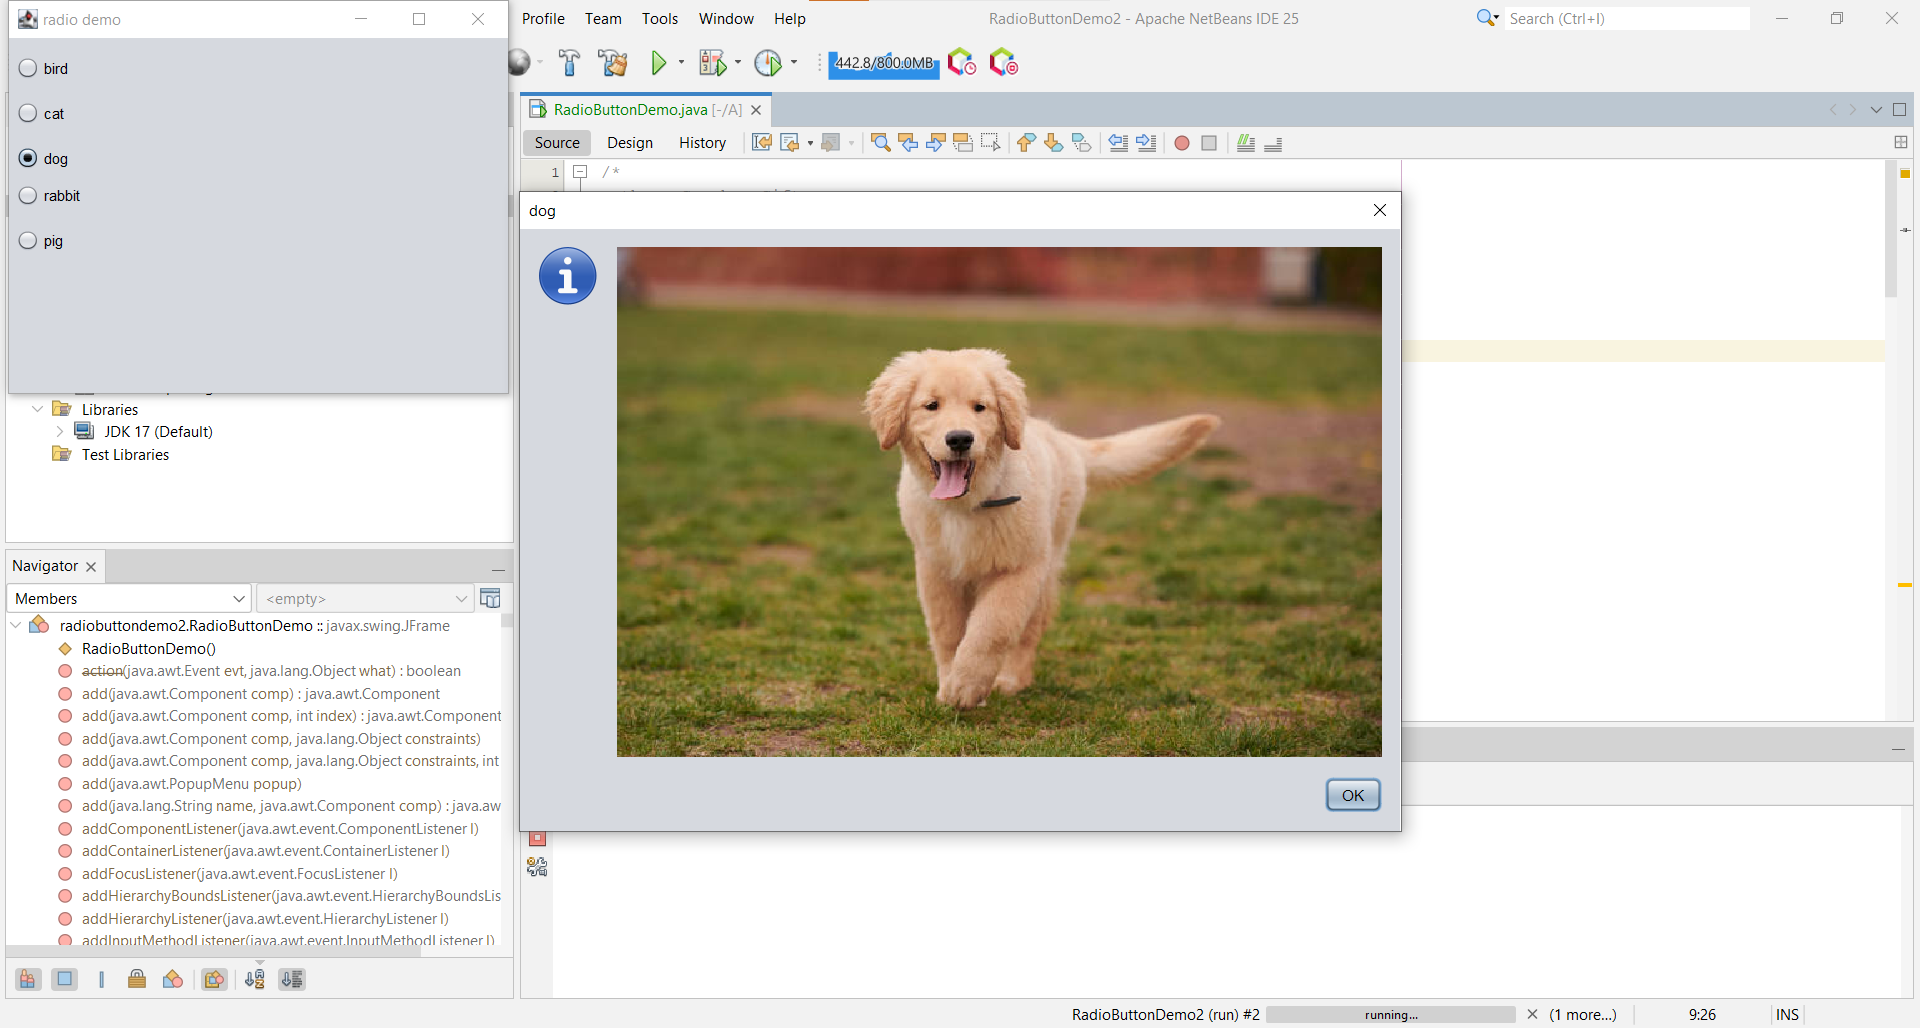 radio demo
bird
cat
dog
rabbit
pig
Profile Team Tools Window Help
RadioButtonDemo2 - Apache NetBeans IDE 25
Search (Ctrl+I)
442.8/800.0MB
RadioButtonDemo.java [-/A]
Source Design History
1 /*
dog
OK
Libraries
JDK 17 (Default)
Test Libraries
Navigator
Members
<empty>
radiobuttondemo2.RadioButtonDemo :: javax.swing.JFrame
RadioButtonDemo()
action(java.awt.Event evt, java.lang.Object what) : boolean
add(java.awt.Component comp) : java.awt.Component
add(java.awt.Component comp, int index) : java.awt.Component
add(java.awt.Component comp, java.lang.Object constraints)
add(java.awt.Component comp, java.lang.Object constraints, int
add(java.awt.PopupMenu popup)
add(java.lang.String name, java.awt.Component comp) : java.aw
addComponentListener(java.awt.event.ComponentListener l)
addContainerListener(java.awt.event.ContainerListener l)
addFocusListener(java.awt.event.FocusListener l)
addHierarchyBoundsListener(java.awt.event.HierarchyBoundsLis
addHierarchyListener(java.awt.event.HierarchyListener l)
addInputMethodListener(java.awt.event.InputMethodListener l)
RadioButtonDemo2 (run) #2 running... (1 more...) 9:26 INS